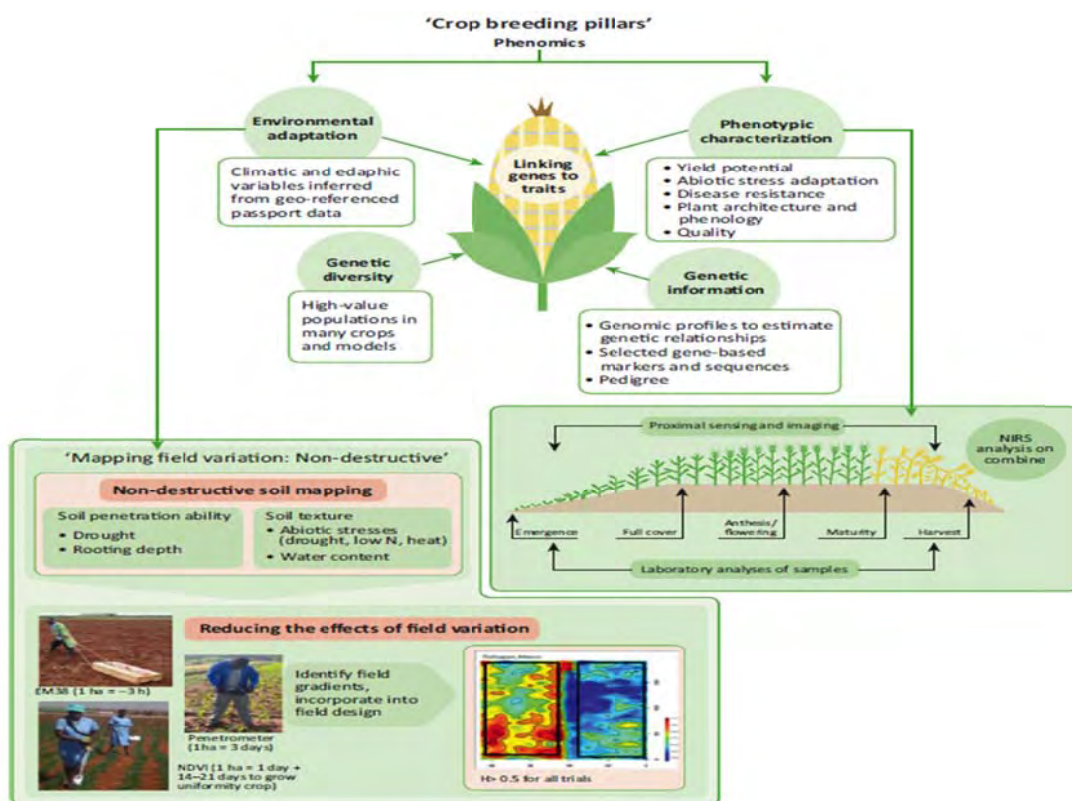 ‘Crop breeding pillars’
Phenomics
Environmental
adaptation
Climatic and edaphic
variables inferred
from geo-referenced
passport data
Linking
genes to
traits
Phenotypic
characterization
• Yield potential
• Abiotic stress adaptation
• Disease resistance
• Plant architecture and
phenology
• Quality
Genetic
diversity
High-value
populations in
many crops
and models
Genetic
information
• Genomic profiles to estimate
genetic relationships
• Selected gene-based
markers and sequences
• Pedigree
Proximal sensing and imaging
NIRS
analysis on
combine
Emergence
Full cover
Anthesis/
flowering
Maturity
Harvest
Laboratory analyses of samples
‘Mapping field variation: Non-destructive’
Non-destructive soil mapping
Soil penetration ability
• Drought
• Rooting depth
Soil texture
• Abiotic stresses
(drought, low N, heat)
• Water content
Reducing the effects of field variation
EM38 (1 ha = ~3 h)
Penetrometer
(1ha = 3 days)
NDVI (1 ha = 1 day +
14–21 days to grow
uniformity crop)
Identify field
gradients,
incorporate into
field design
H> 0.5 for all trials